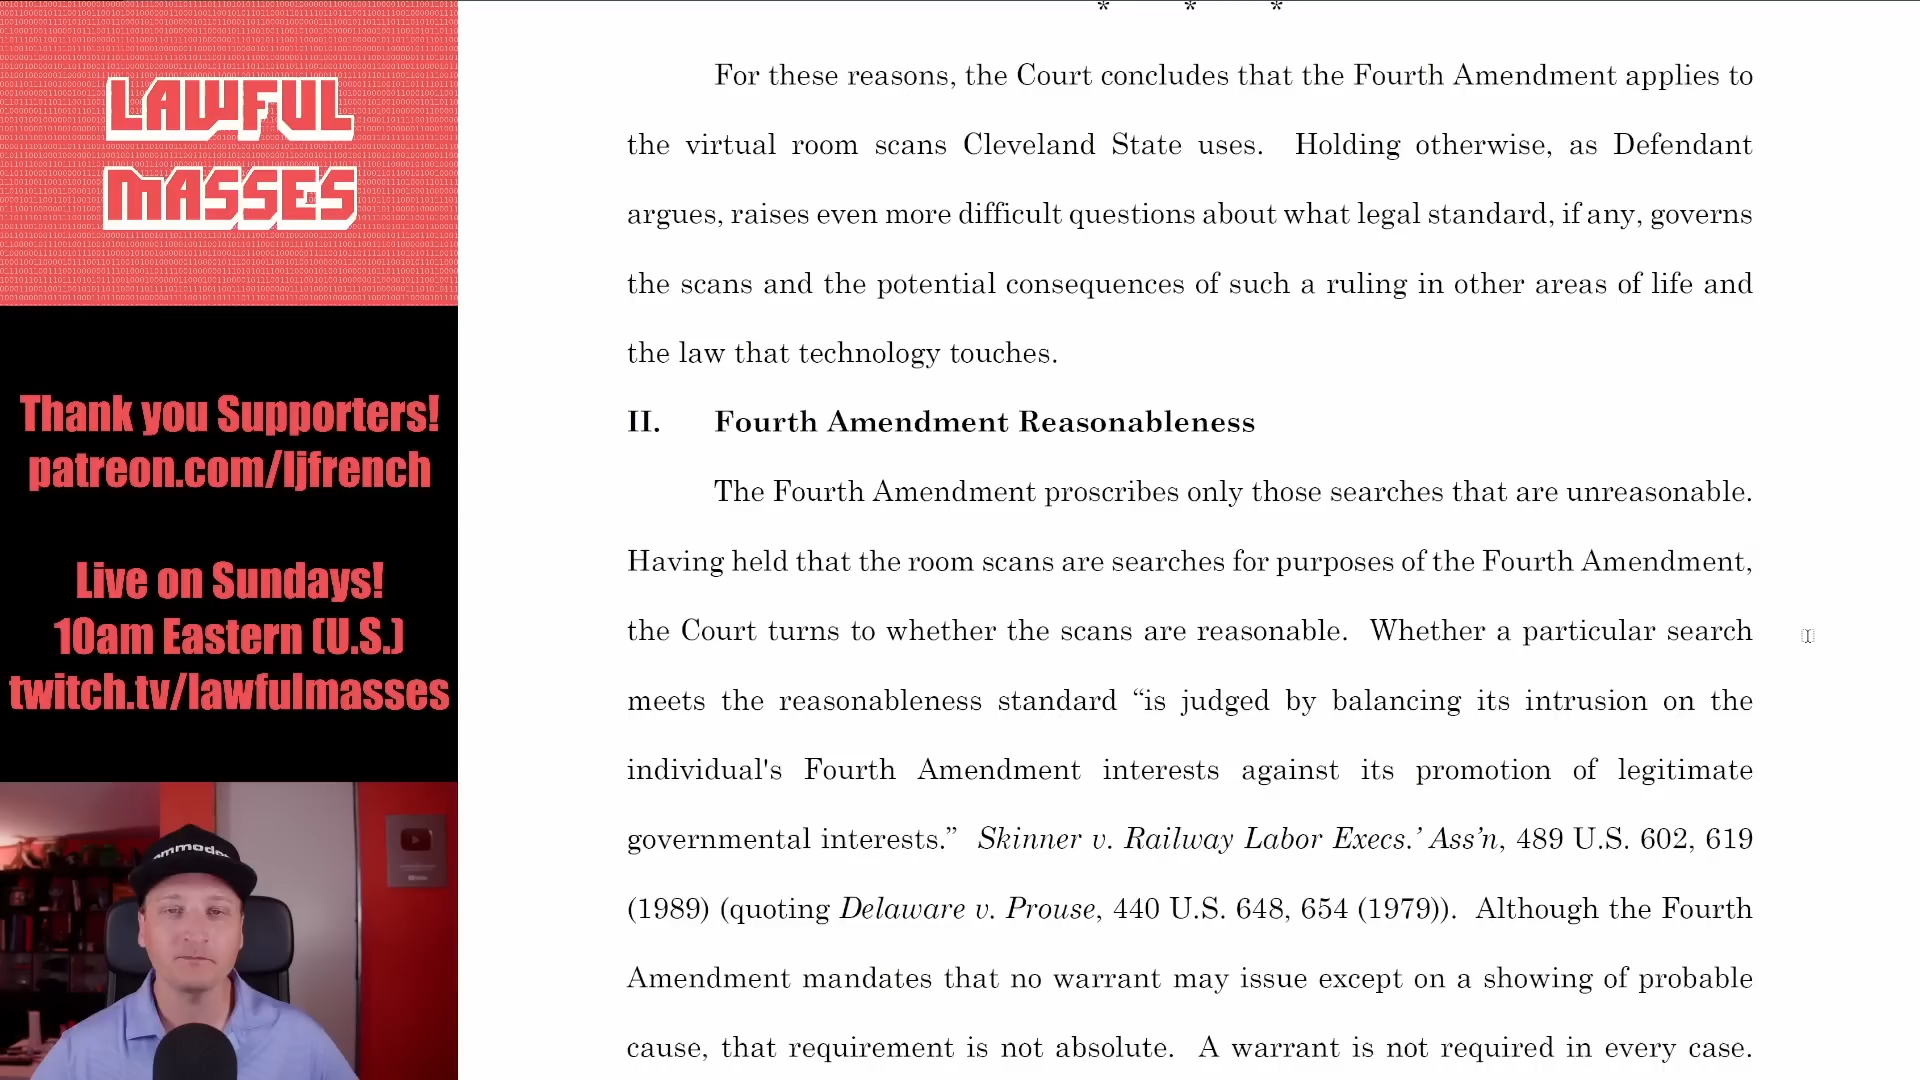 LAWFUL
MASSES
Thank you Supporters!
patreon.com/ljfrench
Live on Sundays!
10am Eastern (U.S.)
twitch.tv/lawfulmasses
* * *
For these reasons, the Court concludes that the Fourth Amendment applies to
the virtual room scans Cleveland State uses. Holding otherwise, as Defendant
argues, raises even more difficult questions about what legal standard, if any, governs
the scans and the potential consequences of such a ruling in other areas of life and
the law that technology touches.
II. Fourth Amendment Reasonableness
The Fourth Amendment proscribes only those searches that are unreasonable.
Having held that the room scans are searches for purposes of the Fourth Amendment,
the Court turns to whether the scans are reasonable. Whether a particular search
meets the reasonableness standard “is judged by balancing its intrusion on the
individual's Fourth Amendment interests against its promotion of legitimate
governmental interests.” Skinner v. Railway Labor Execs.’ Ass’n, 489 U.S. 602, 619
(1989) (quoting Delaware v. Prouse, 440 U.S. 648, 654 (1979)). Although the Fourth
Amendment mandates that no warrant may issue except on a showing of probable
cause, that requirement is not absolute. A warrant is not required in every case.